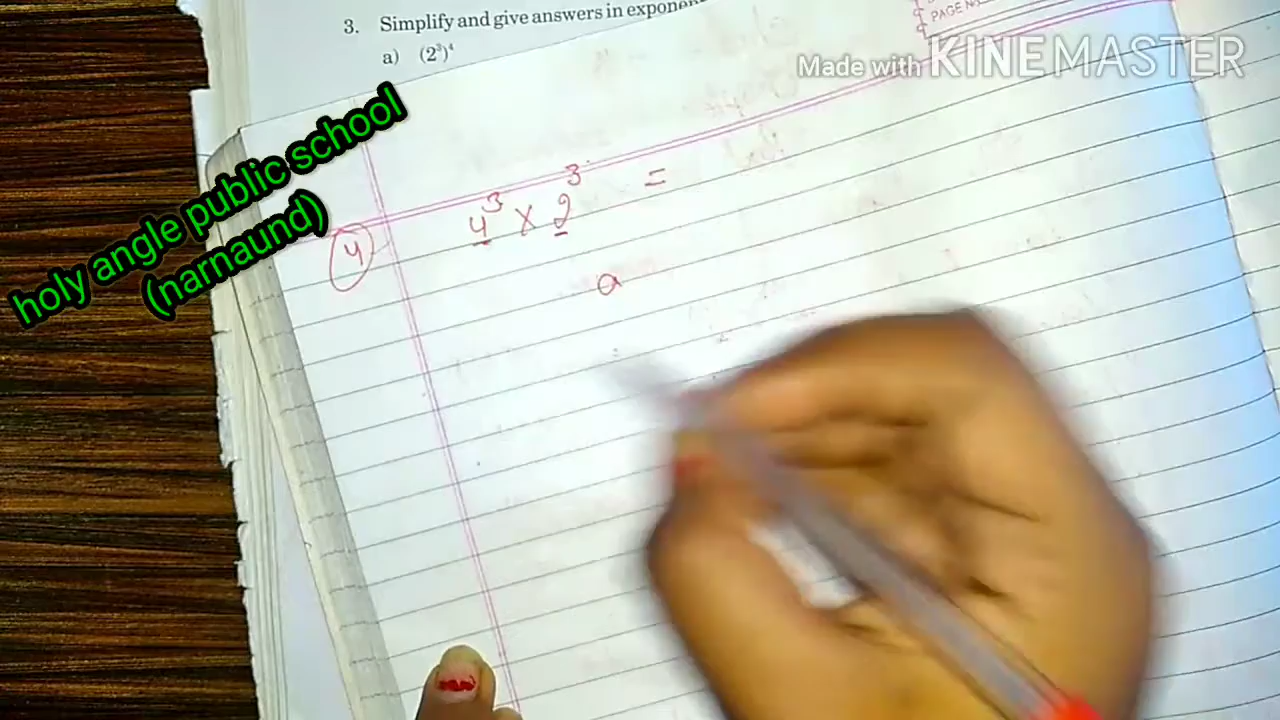 3. Simplify and give answers in
a) (2³)⁴
PAGE NO
Made with KINEMASTER
holy angle public school
(narnaund)
4 4³ × 2³ =
a